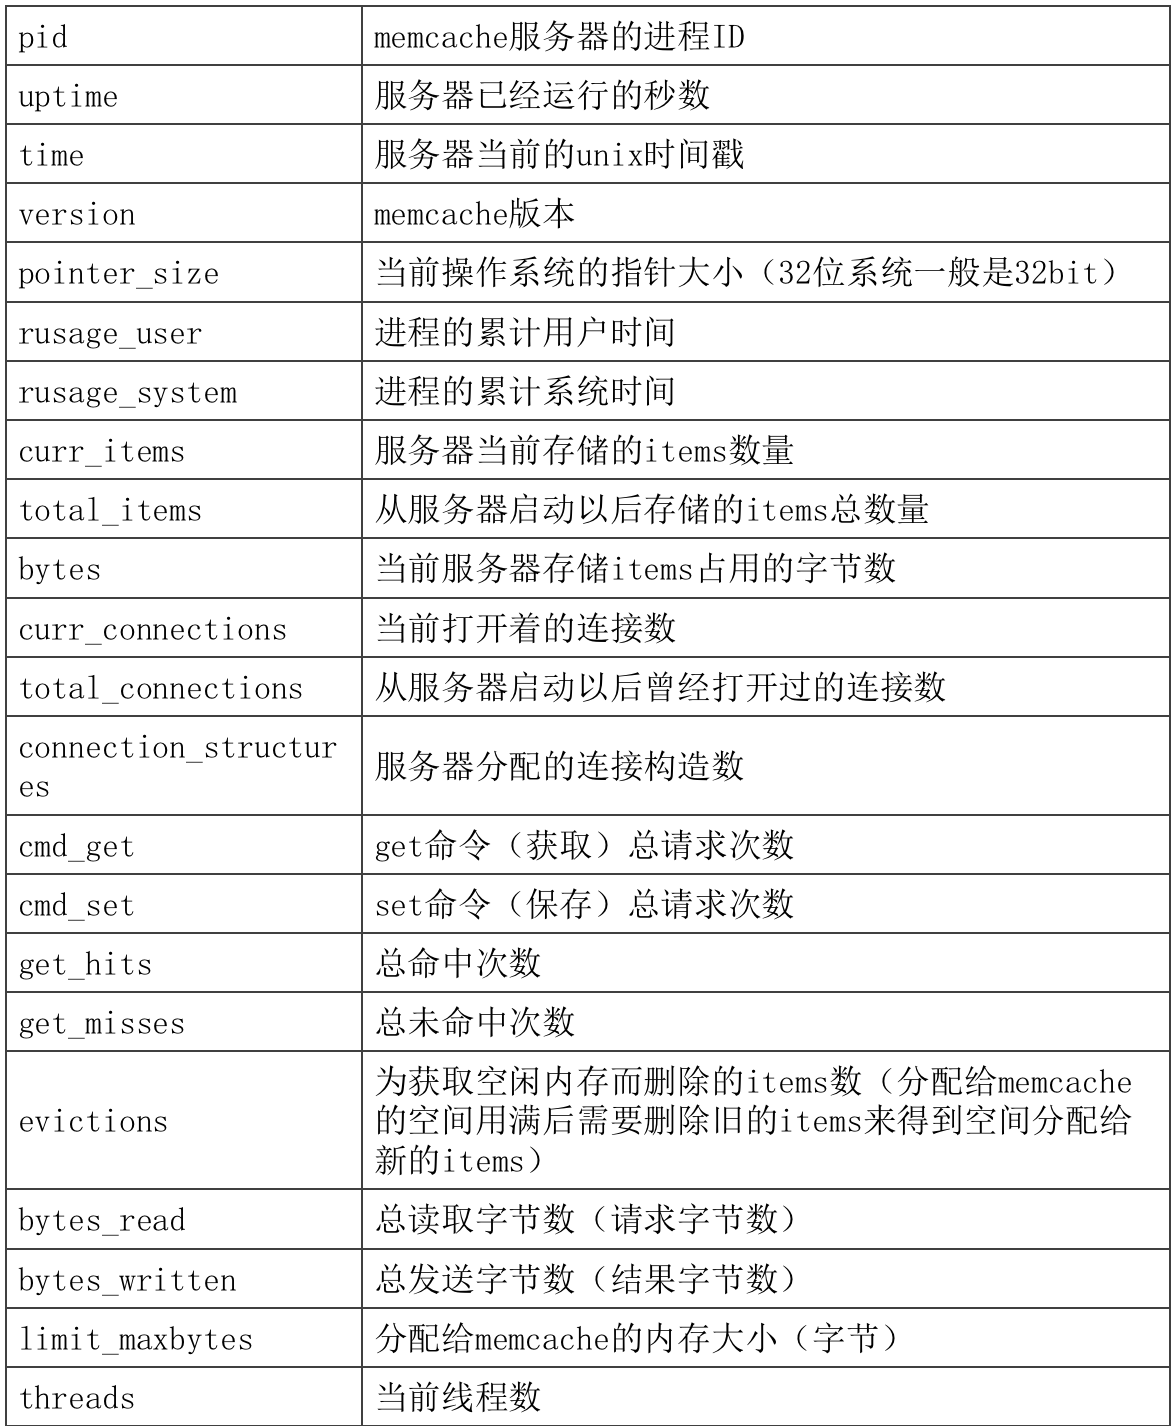 pid memcache服务器的进程ID
uptime 服务器已经运行的秒数
time 服务器当前的unix时间戳
version memcache版本
pointer_size 当前操作系统的指针大小（32位系统一般是32bit）
rusage_user 进程的累计用户时间
rusage_system 进程的累计系统时间
curr_items 服务器当前存储的items数量
total_items 从服务器启动以后存储的items总数量
bytes 当前服务器存储items占用的字节数
curr_connections 当前打开着的连接数
total_connections 从服务器启动以后曾经打开过的连接数
connection_structur
es
服务器分配的连接构造数
cmd_get get命令（获取）总请求次数
cmd_set set命令（保存）总请求次数
get_hits 总命中次数
get_misses 总未命中次数
evictions
为获取空闲内存而删除的items数（分配给memcache
的空间用满后需要删除旧的items来得到空间分配给
新的items）
bytes_read 总读取字节数（请求字节数）
bytes_written 总发送字节数（结果字节数）
limit_maxbytes 分配给memcache的内存大小（字节）
threads 当前线程数